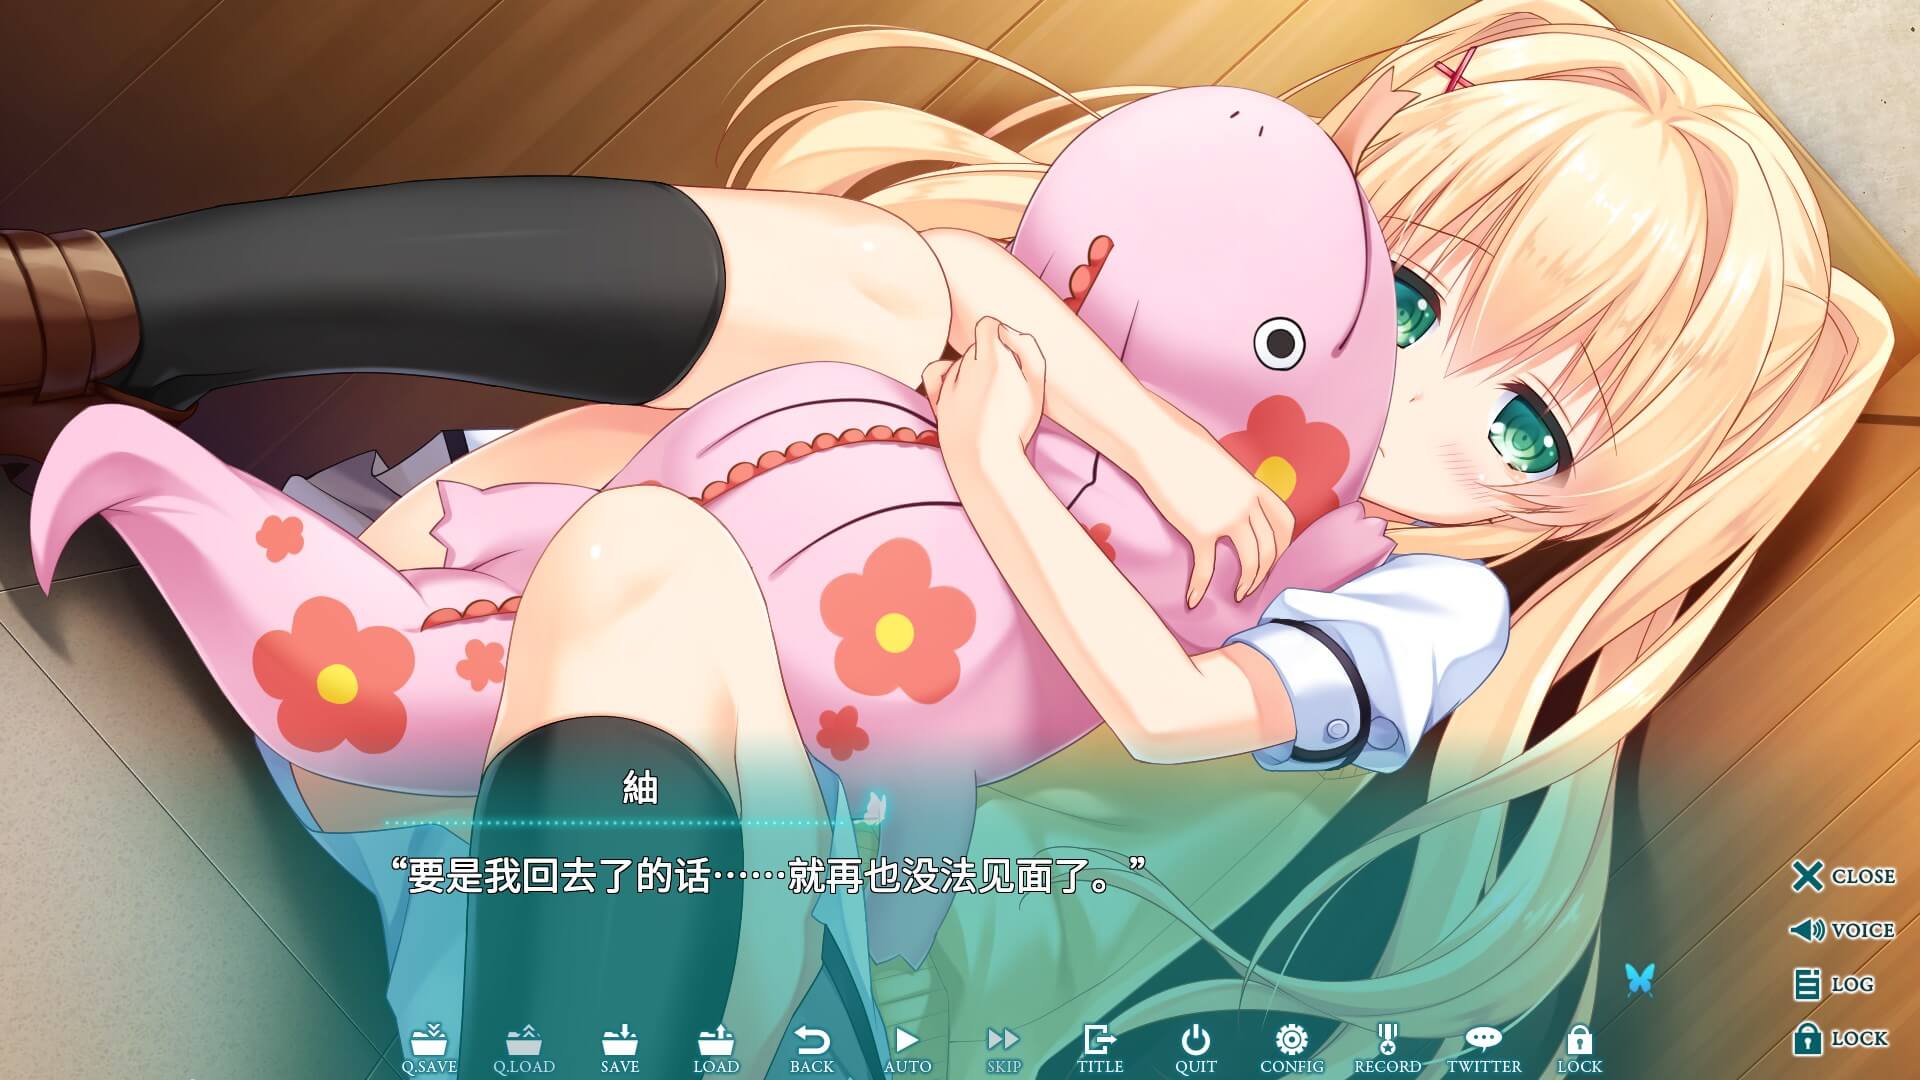 紬
“要是我回去了的话……就再也没法见面了。”
CLOSE
VOICE
LOG
LOCK
Q.SAVE Q.LOAD SAVE LOAD BACK AUTO SKIP TITLE QUIT CONFIG RECORD TWITTER LOCK